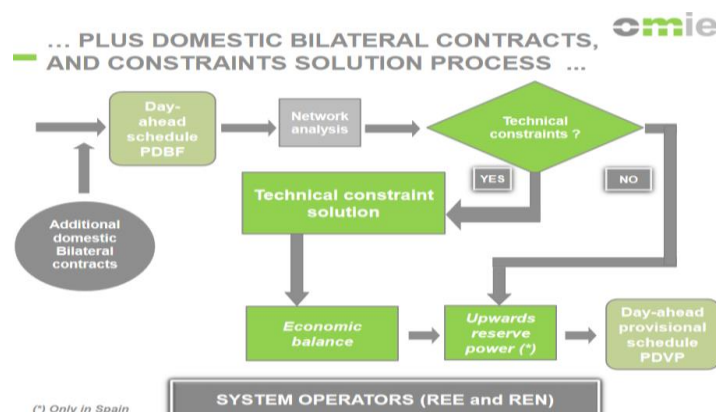 omie
... PLUS DOMESTIC BILATERAL CONTRACTS,
AND CONSTRAINTS SOLUTION PROCESS ...
Day-
ahead
schedule
PDBF
Network
analysis
Technical
constraints ?
YES
NO
Technical constraint
solution
Additional
domestic
Bilateral
contracts
Economic
balance
Upwards
reserve
power (*)
Day-ahead
provisional
schedule
PDVP
SYSTEM OPERATORS (REE and REN)
(*) Only in Spain